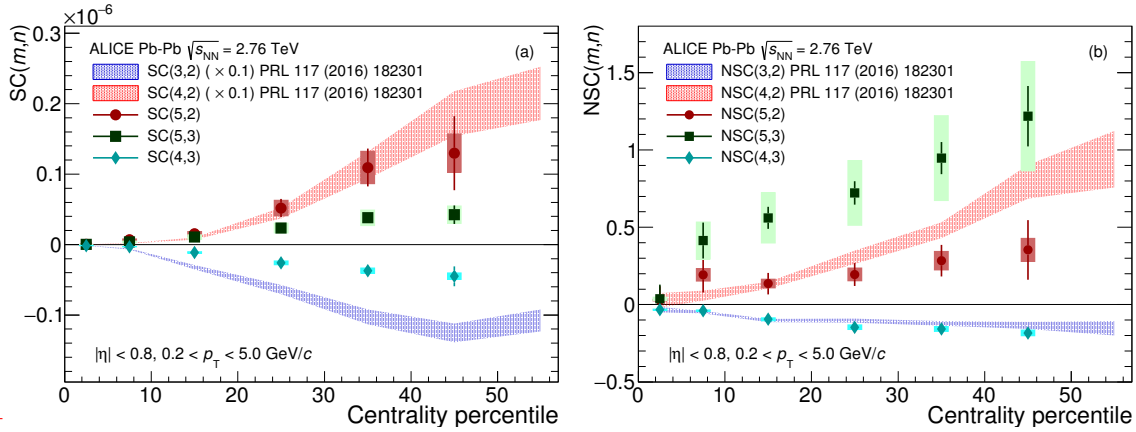 ×10⁻⁶
SC(m,n)
0.3
0.2
0.1
0
−0.1
ALICE Pb-Pb √sNN = 2.76 TeV
(a)
SC(3,2) ( × 0.1) PRL 117 (2016) 182301
SC(4,2) ( × 0.1) PRL 117 (2016) 182301
SC(5,2)
SC(5,3)
SC(4,3)
|η| < 0.8, 0.2 < pT < 5.0 GeV/c
0 10 20 30 40 50
Centrality percentile
NSC(m,n)
1.5
1
0.5
0
−0.5
ALICE Pb-Pb √sNN = 2.76 TeV
(b)
NSC(3,2) PRL 117 (2016) 182301
NSC(4,2) PRL 117 (2016) 182301
NSC(5,2)
NSC(5,3)
NSC(4,3)
|η| < 0.8, 0.2 < pT < 5.0 GeV/c
0 10 20 30 40 50
Centrality percentile